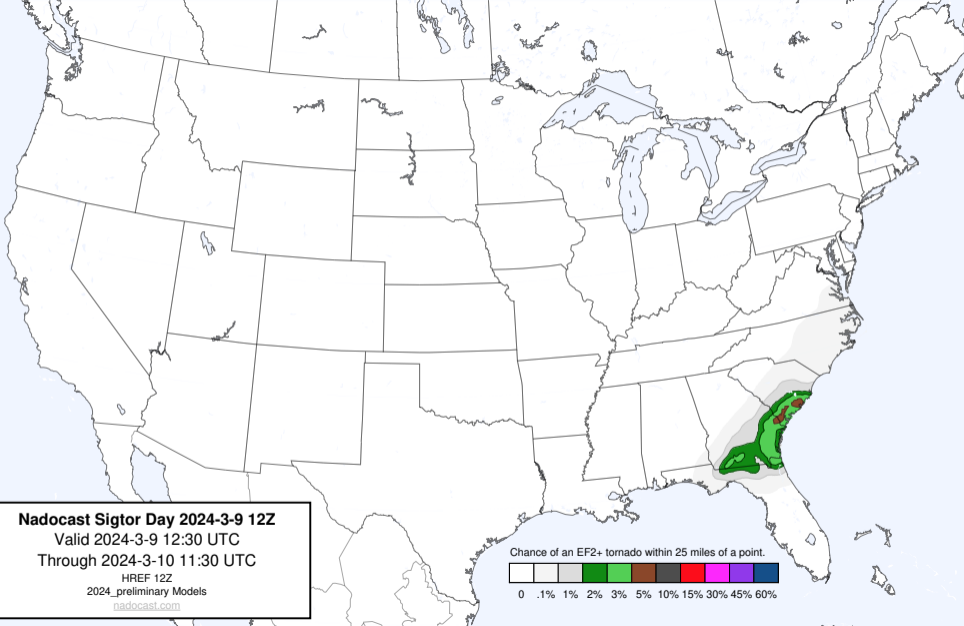 Nadocast Sigtor Day 2024-3-9 12Z
Valid 2024-3-9 12:30 UTC
Through 2024-3-10 11:30 UTC
HREF 12Z
2024_preliminary Models
nadocast.com
Chance of an EF2+ tornado within 25 miles of a point.
0 .1% 1% 2% 3% 5% 10% 15% 30% 45% 60%